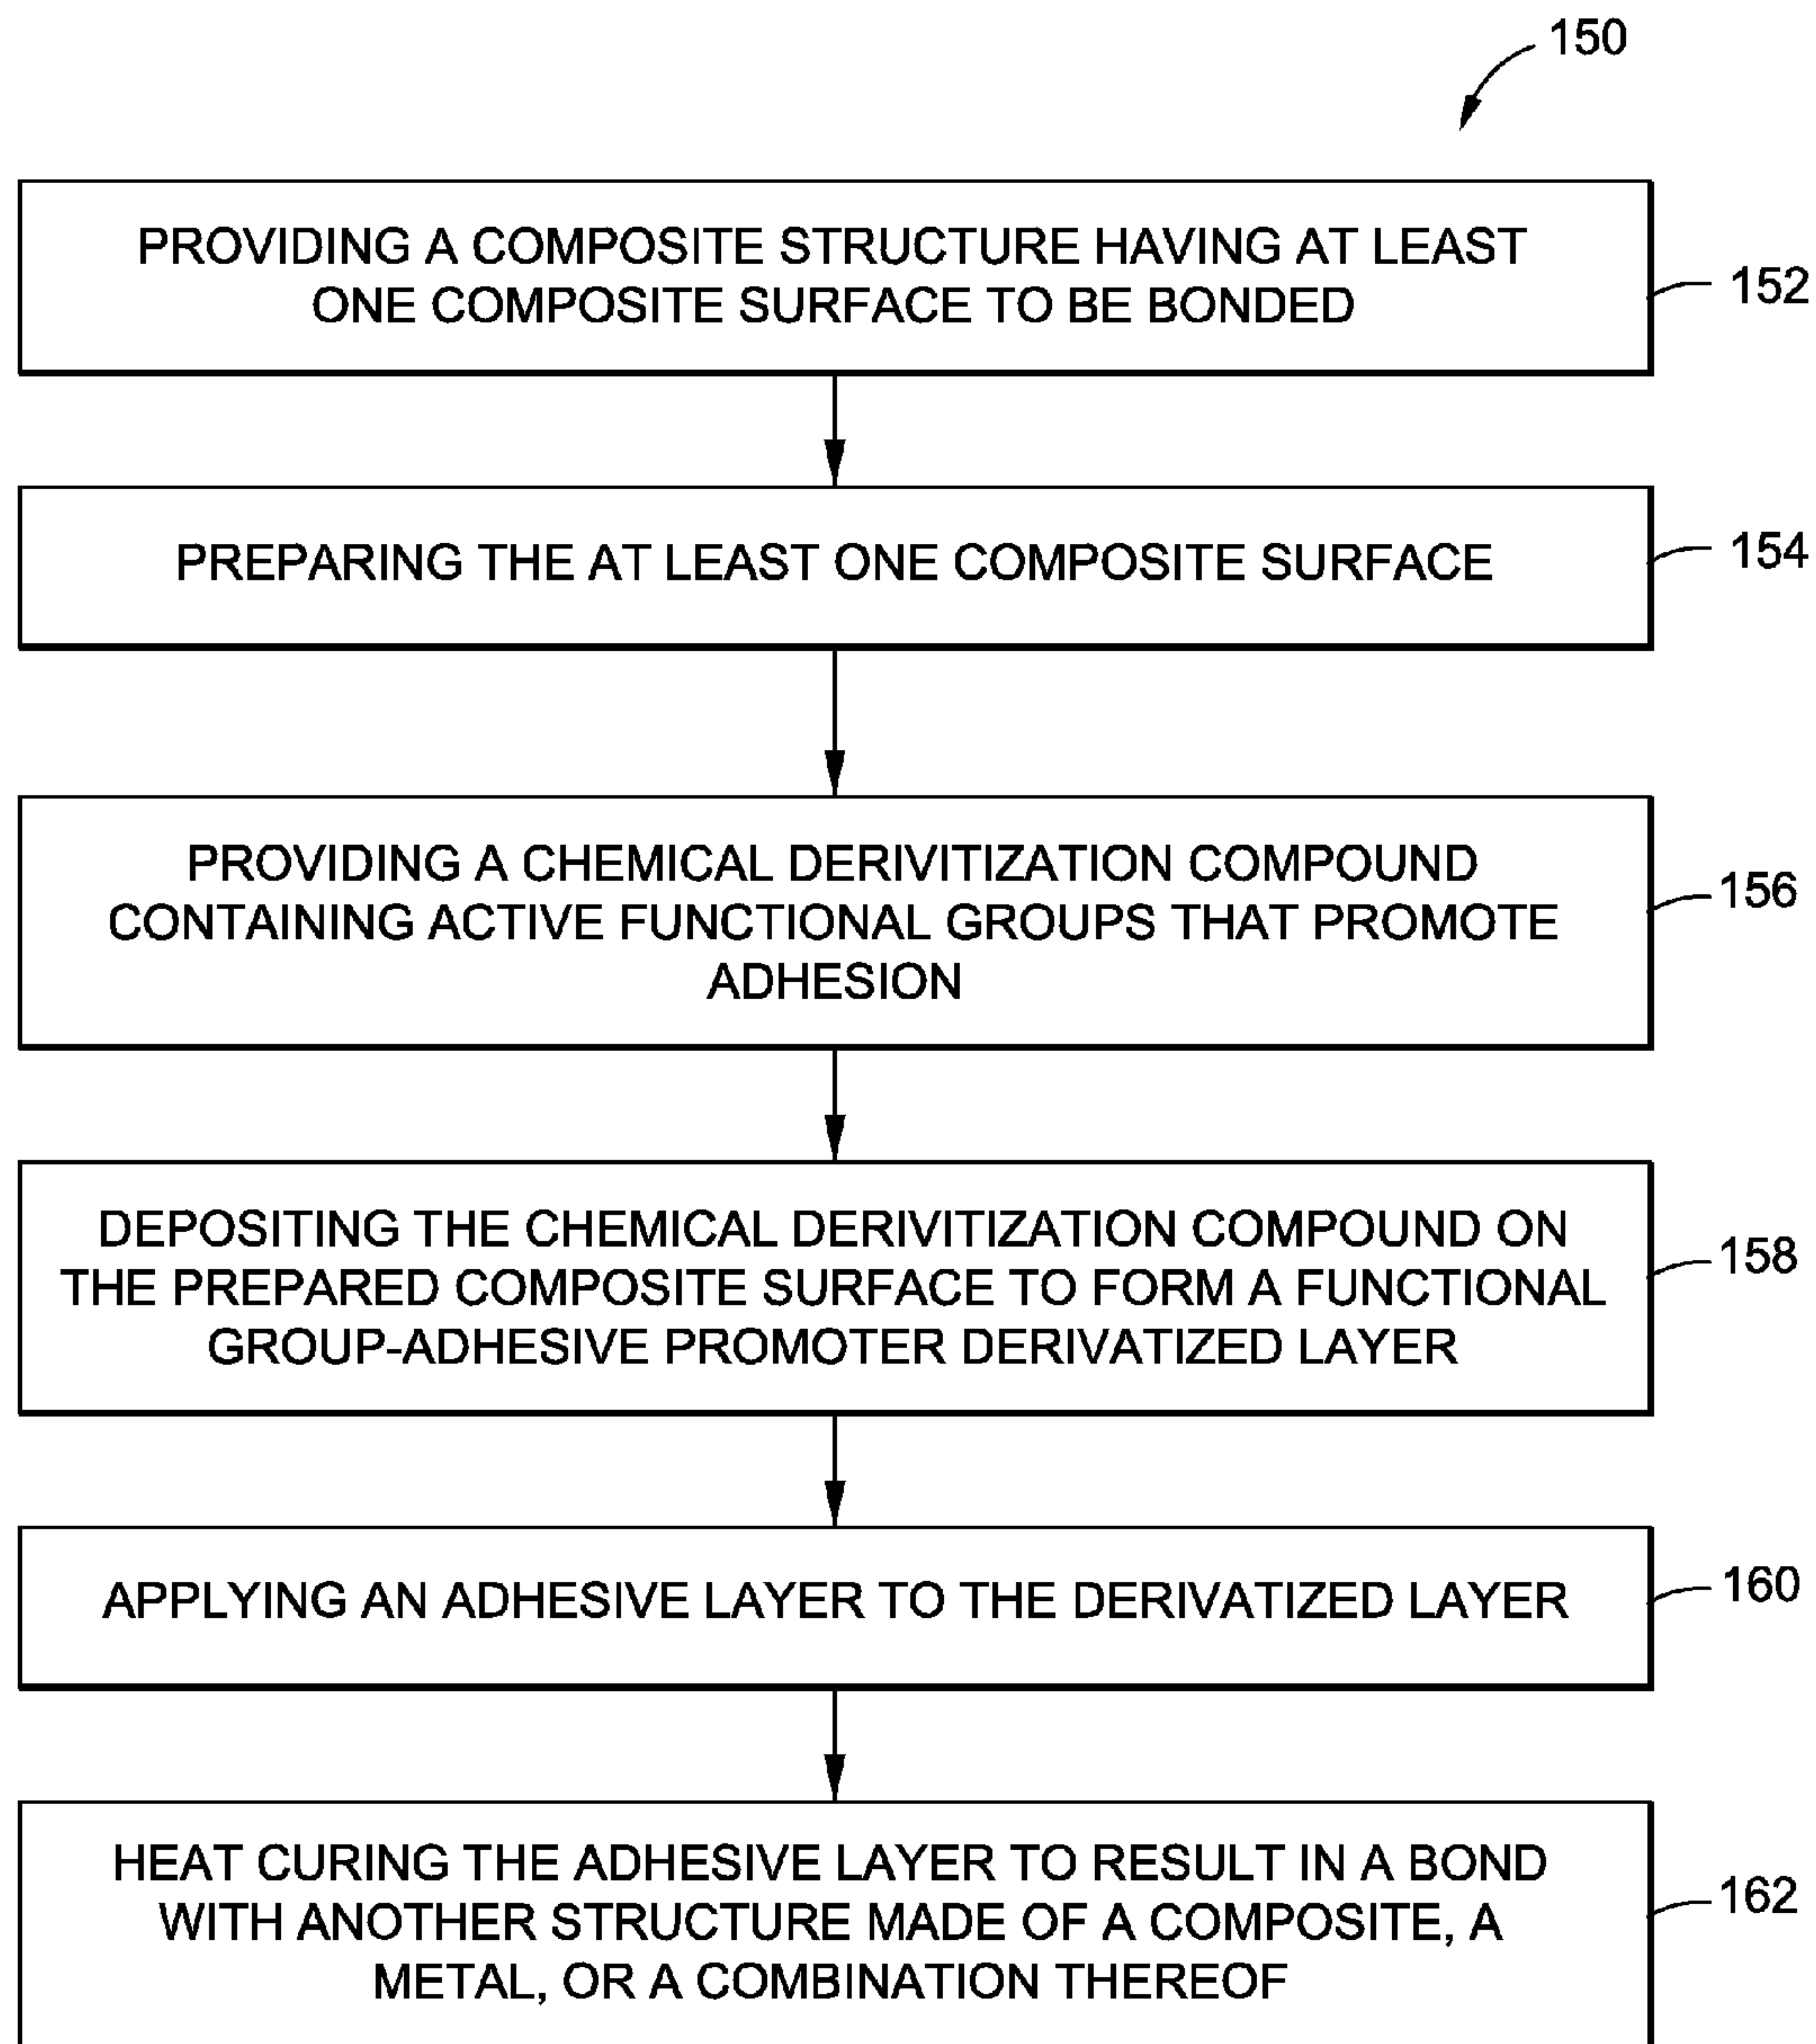 150
PROVIDING A COMPOSITE STRUCTURE HAVING AT LEAST
ONE COMPOSITE SURFACE TO BE BONDED
152
PREPARING THE AT LEAST ONE COMPOSITE SURFACE
154
PROVIDING A CHEMICAL DERIVITIZATION COMPOUND
CONTAINING ACTIVE FUNCTIONAL GROUPS THAT PROMOTE
ADHESION
156
DEPOSITING THE CHEMICAL DERIVITIZATION COMPOUND ON
THE PREPARED COMPOSITE SURFACE TO FORM A FUNCTIONAL
GROUP-ADHESIVE PROMOTER DERIVATIZED LAYER
158
APPLYING AN ADHESIVE LAYER TO THE DERIVATIZED LAYER
160
HEAT CURING THE ADHESIVE LAYER TO RESULT IN A BOND
WITH ANOTHER STRUCTURE MADE OF A COMPOSITE, A
METAL, OR A COMBINATION THEREOF
162